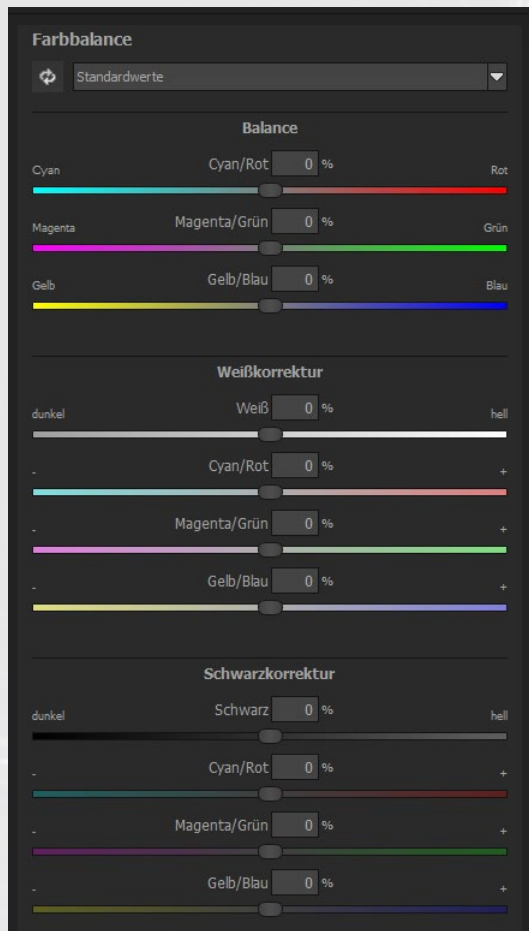 Farbbalance
Standardwerte
Balance
Cyan Cyan/Rot 0 % Rot
Magenta Magenta/Grün 0 % Grün
Gelb Gelb/Blau 0 % Blau
Weißkorrektur
dunkel Weiß 0 % hell
- Cyan/Rot 0 % +
- Magenta/Grün 0 % +
- Gelb/Blau 0 % +
Schwarzkorrektur
dunkel Schwarz 0 % hell
- Cyan/Rot 0 % +
- Magenta/Grün 0 % +
- Gelb/Blau 0 % +